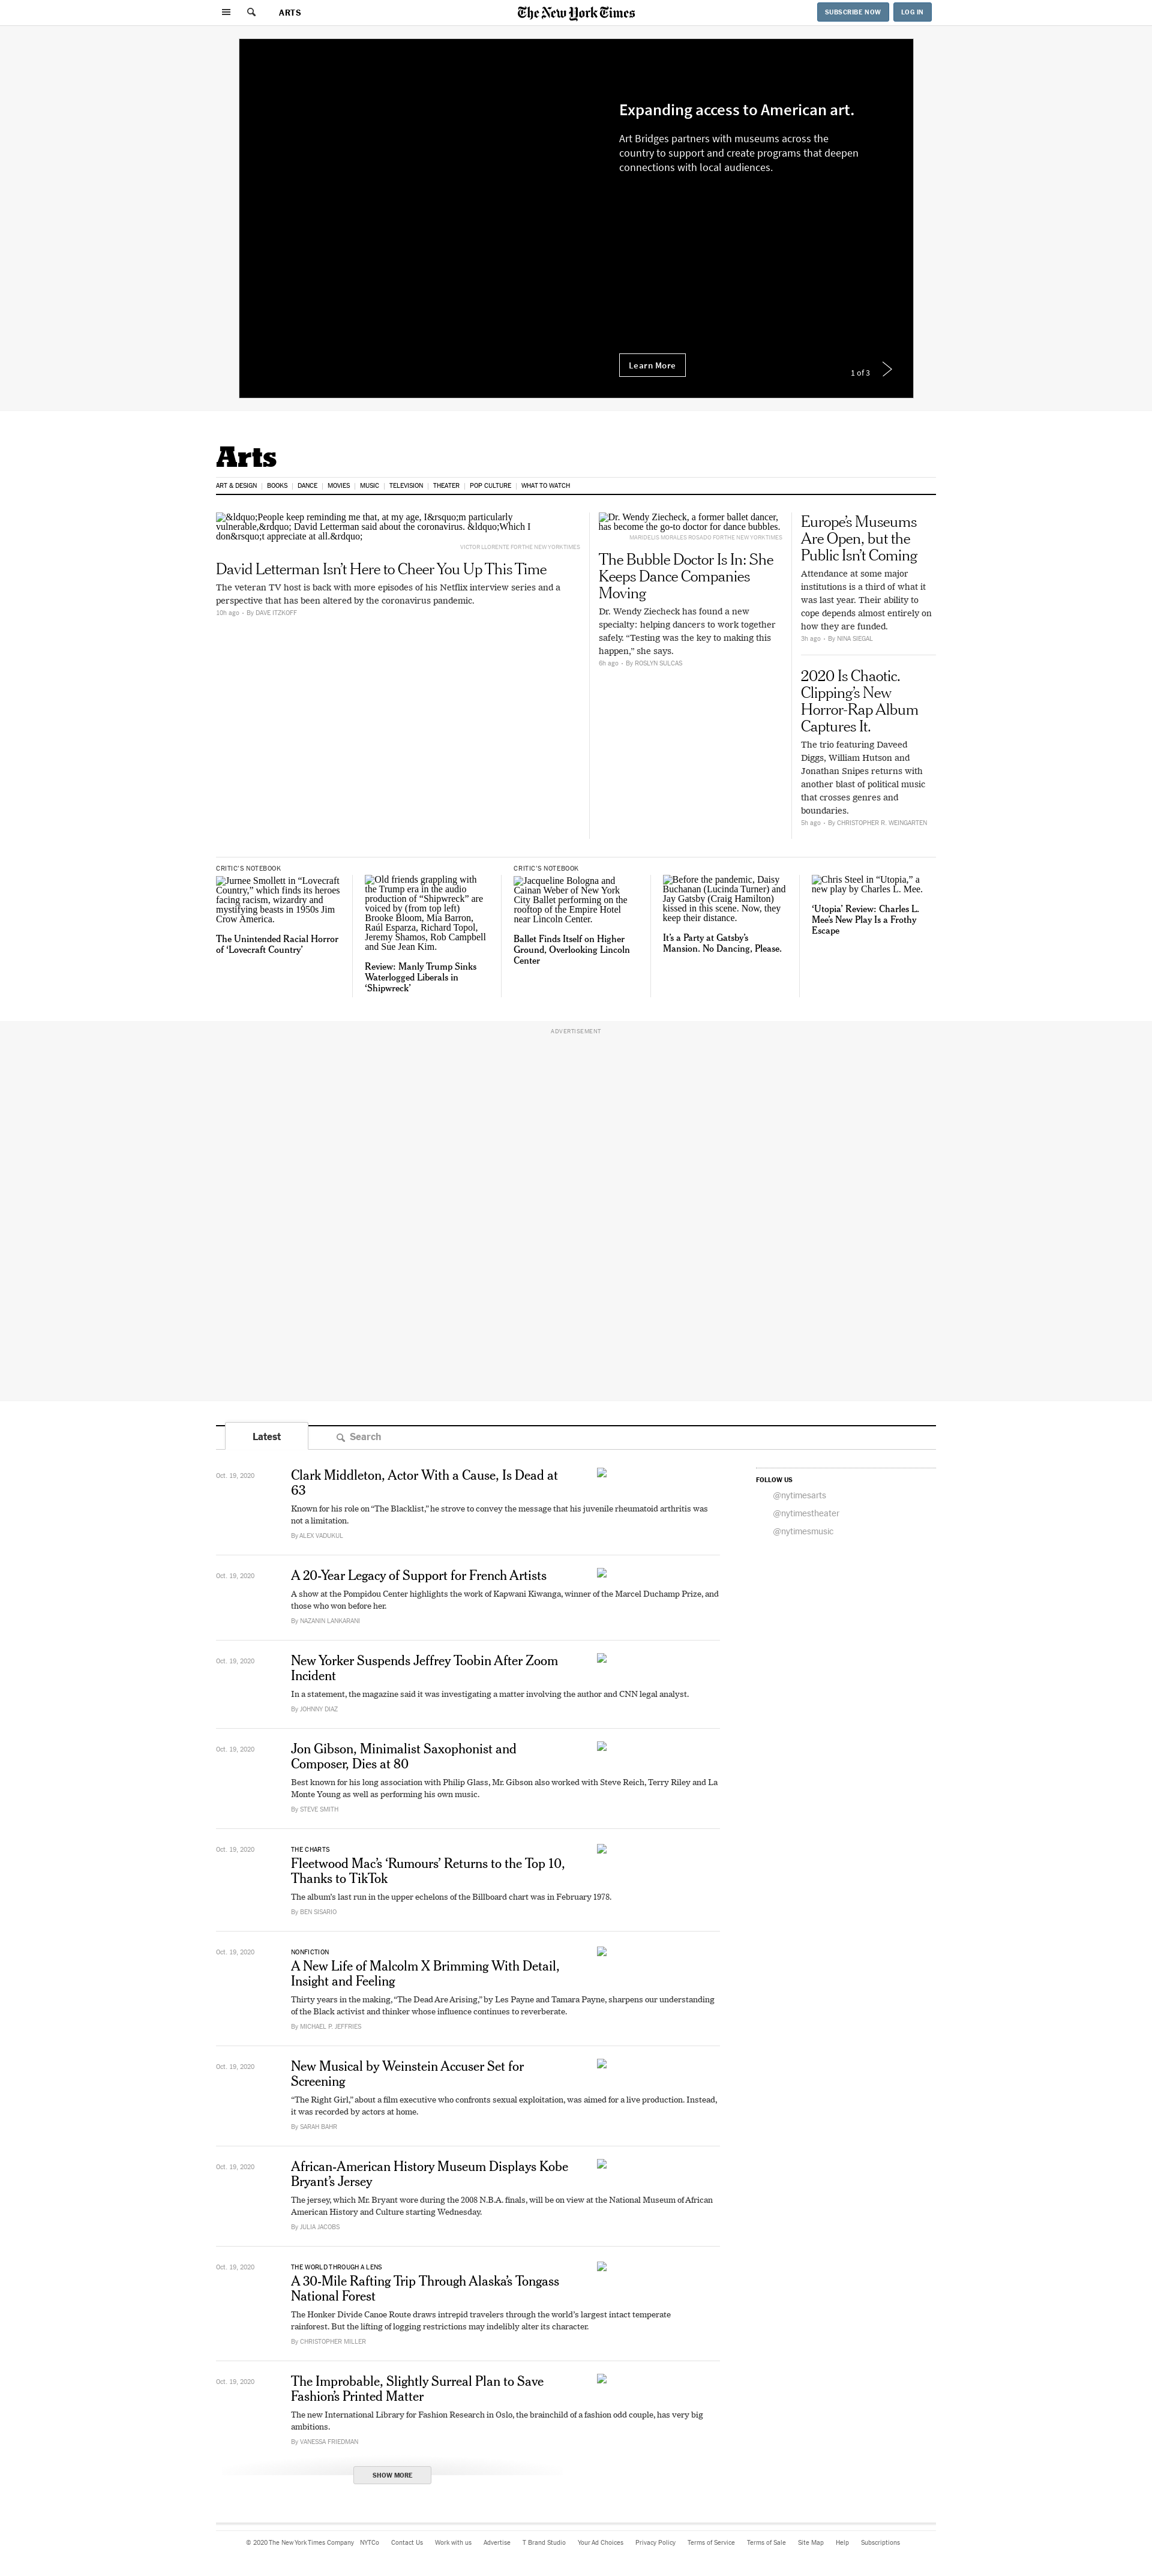 ARTS
The New York Times
SUBSCRIBE NOW
LOG IN
Expanding access to American art.
Art Bridges partners with museums across the
country to support and create programs that deepen
connections with local audiences.
Learn More
1 of 3
Arts
ART & DESIGN
BOOKS
DANCE
MOVIES
MUSIC
TELEVISION
THEATER
POP CULTURE
WHAT TO WATCH
&ldquo;People keep reminding me that, at my age, I&rsquo;m particularly
vulnerable,&rdquo; David Letterman said about the coronavirus. &ldquo;Which I
don&rsquo;t appreciate at all.&rdquo;
VICTOR LLORENTE FOR THE NEW YORK TIMES
David Letterman Isn’t Here to Cheer You Up This Time
The veteran TV host is back with more episodes of his Netflix interview series and a
perspective that has been altered by the coronavirus pandemic.
10h ago - By DAVE ITZKOFF
Dr. Wendy Ziecheck, a former ballet dancer,
has become the go-to doctor for dance bubbles.
MARIDELIS MORALES ROSADO FOR THE NEW YORK TIMES
The Bubble Doctor Is In: She
Keeps Dance Companies
Moving
Dr. Wendy Ziecheck has found a new
specialty: helping dancers to work together
safely. “Testing was the key to making this
happen,” she says.
6h ago - By ROSLYN SULCAS
Europe’s Museums
Are Open, but the
Public Isn’t Coming
Attendance at some major
institutions is a third of what it
was last year. Their ability to
cope depends almost entirely on
how they are funded.
3h ago - By NINA SIEGAL
2020 Is Chaotic.
Clipping’s New
Horror-Rap Album
Captures It.
The trio featuring Daveed
Diggs, William Hutson and
Jonathan Snipes returns with
another blast of political music
that crosses genres and
boundaries.
5h ago - By CHRISTOPHER R. WEINGARTEN
CRITIC’S NOTEBOOK
Jurnee Smollett in “Lovecraft
Country,” which finds its heroes
facing racism, wizardry and
mystifying beasts in 1950s Jim
Crow America.
The Unintended Racial Horror
of ‘Lovecraft Country’
Old friends grappling with
the Trump era in the audio
production of “Shipwreck” are
voiced by (from top left)
Brooke Bloom, Mia Barron,
Raúl Esparza, Richard Topol,
Jeremy Shamos, Rob Campbell
and Sue Jean Kim.
Review: Manly Trump Sinks
Waterlogged Liberals in
‘Shipwreck’
CRITIC’S NOTEBOOK
Jacqueline Bologna and
Cainan Weber of New York
City Ballet performing on the
rooftop of the Empire Hotel
near Lincoln Center.
Ballet Finds Itself on Higher
Ground, Overlooking Lincoln
Center
Before the pandemic, Daisy
Buchanan (Lucinda Turner) and
Jay Gatsby (Craig Hamilton)
kissed in this scene. Now, they
keep their distance.
It’s a Party at Gatsby’s
Mansion. No Dancing, Please.
Chris Steel in “Utopia,” a
new play by Charles L. Mee.
‘Utopia’ Review: Charles L.
Mee’s New Play Is a Frothy
Escape
ADVERTISEMENT
Latest
Search
Oct. 19, 2020
Clark Middleton, Actor With a Cause, Is Dead at
63
Known for his role on “The Blacklist,” he strove to convey the message that his juvenile rheumatoid arthritis was
not a limitation.
By ALEX VADUKUL
FOLLOW US
@nytimesarts
@nytimestheater
@nytimesmusic
Oct. 19, 2020
A 20-Year Legacy of Support for French Artists
A show at the Pompidou Center highlights the work of Kapwani Kiwanga, winner of the Marcel Duchamp Prize, and
those who won before her.
By NAZANIN LANKARANI
Oct. 19, 2020
New Yorker Suspends Jeffrey Toobin After Zoom
Incident
In a statement, the magazine said it was investigating a matter involving the author and CNN legal analyst.
By JOHNNY DIAZ
Oct. 19, 2020
Jon Gibson, Minimalist Saxophonist and
Composer, Dies at 80
Best known for his long association with Philip Glass, Mr. Gibson also worked with Steve Reich, Terry Riley and La
Monte Young as well as performing his own music.
By STEVE SMITH
Oct. 19, 2020
THE CHARTS
Fleetwood Mac’s ‘Rumours’ Returns to the Top 10,
Thanks to TikTok
The album’s last run in the upper echelons of the Billboard chart was in February 1978.
By BEN SISARIO
Oct. 19, 2020
NONFICTION
A New Life of Malcolm X Brimming With Detail,
Insight and Feeling
Thirty years in the making, “The Dead Are Arising,” by Les Payne and Tamara Payne, sharpens our understanding
of the Black activist and thinker whose influence continues to reverberate.
By MICHAEL P. JEFFRIES
Oct. 19, 2020
New Musical by Weinstein Accuser Set for
Screening
“The Right Girl,” about a film executive who confronts sexual exploitation, was aimed for a live production. Instead,
it was recorded by actors at home.
By SARAH BAHR
Oct. 19, 2020
African-American History Museum Displays Kobe
Bryant’s Jersey
The jersey, which Mr. Bryant wore during the 2008 N.B.A. finals, will be on view at the National Museum of African
American History and Culture starting Wednesday.
By JULIA JACOBS
Oct. 19, 2020
THE WORLD THROUGH A LENS
A 30-Mile Rafting Trip Through Alaska’s Tongass
National Forest
The Honker Divide Canoe Route draws intrepid travelers through the world’s largest intact temperate
rainforest. But the lifting of logging restrictions may indelibly alter its character.
By CHRISTOPHER MILLER
Oct. 19, 2020
The Improbable, Slightly Surreal Plan to Save
Fashion’s Printed Matter
The new International Library for Fashion Research in Oslo, the brainchild of a fashion odd couple, has very big
ambitions.
By VANESSA FRIEDMAN
SHOW MORE
© 2020 The New York Times Company
NYTCo
Contact Us
Work with us
Advertise
T Brand Studio
Your Ad Choices
Privacy Policy
Terms of Service
Terms of Sale
Site Map
Help
Subscriptions